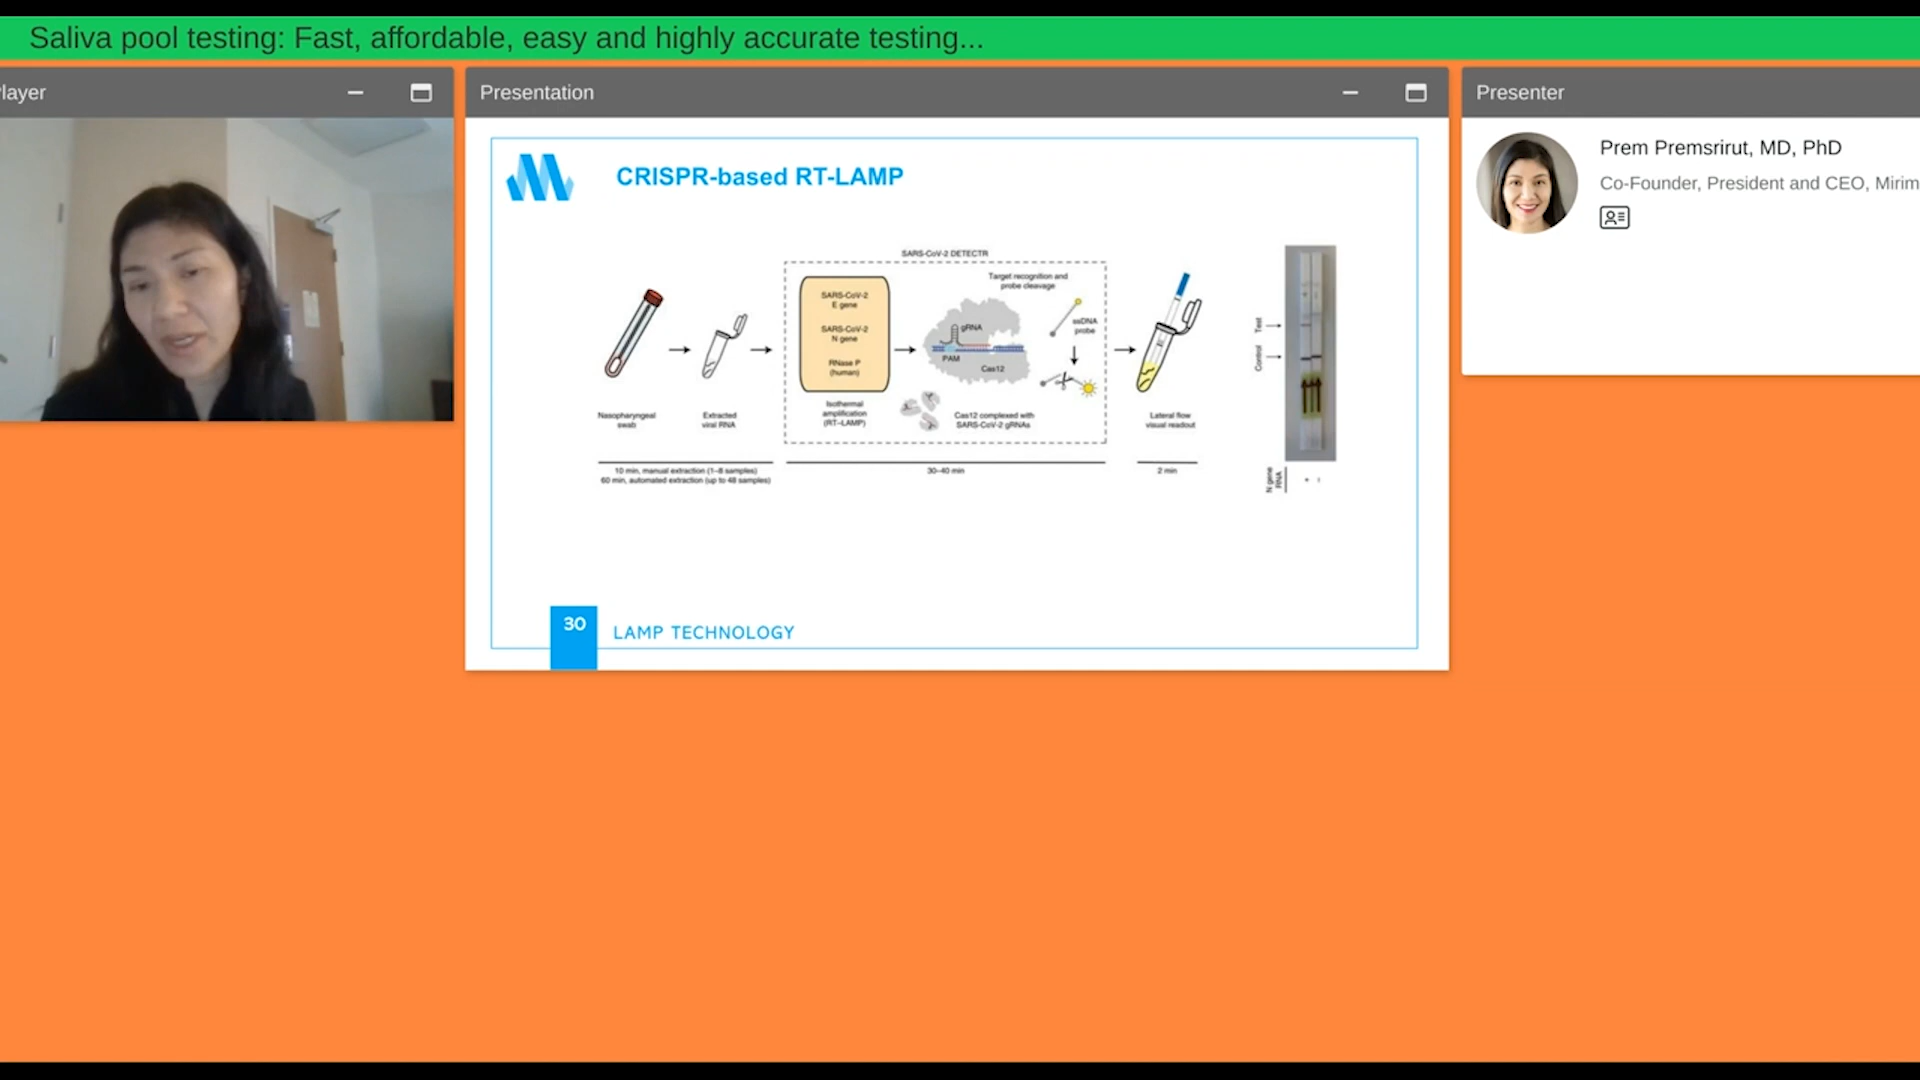 Saliva pool testing: Fast, affordable, easy and highly accurate testing...
layer
Presentation
Presenter
Prem Premsrirut, MD, PhD
Co-Founder, President and CEO, Mirim
CRISPR-based RT-LAMP
SARS-CoV-2 DETECTR
SARS-CoV-2
E gene
SARS-CoV-2
N gene
RNase P
(human)
Target recognition and
probe cleavage
gRNA
ssDNA
probe
PAM
Cas12
Nasopharyngeal
swab
Extracted
viral RNA
Isothermal
amplification
(RT–LAMP)
Cas12 complexed with
SARS-CoV-2 gRNAs
Lateral flow
visual readout
10 min, manual extraction (1–8 samples)
60 min, automated extraction (up to 48 samples)
30–40 min
2 min
Test
Control
N gene
RNA
+ –
30
LAMP TECHNOLOGY